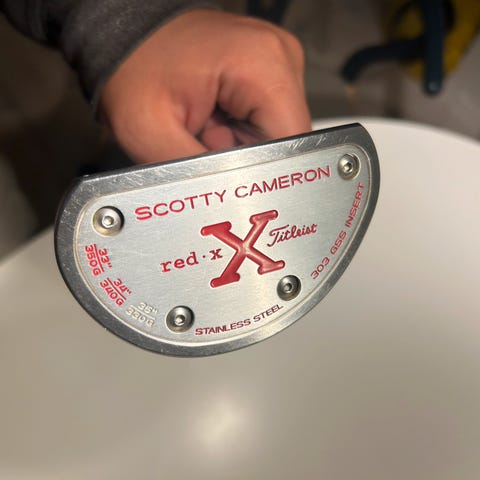 SCOTTY CAMERON
red·x
X
Titleist
33"
350G
34"
340G
35"
330G
STAINLESS STEEL
303 GSS INSERT